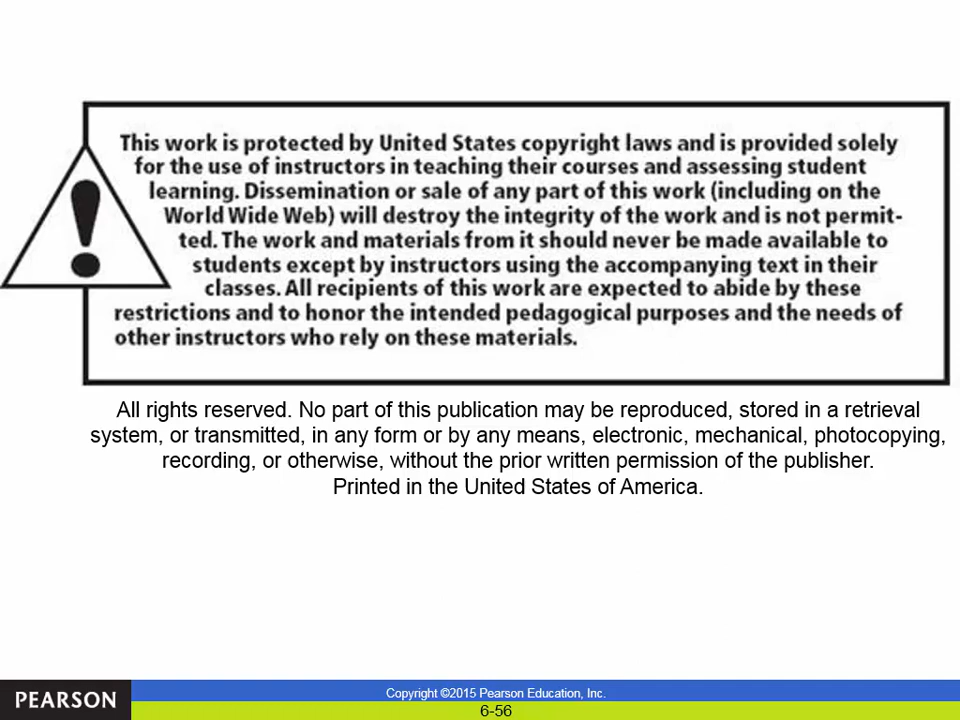 This work is protected by United States copyright laws and is provided solely
for the use of instructors in teaching their courses and assessing student
learning. Dissemination or sale of any part of this work (including on the
World Wide Web) will destroy the integrity of the work and is not permit-
ted. The work and materials from it should never be made available to
students except by instructors using the accompanying text in their
classes. All recipients of this work are expected to abide by these
restrictions and to honor the intended pedagogical purposes and the needs of
other instructors who rely on these materials.
All rights reserved. No part of this publication may be reproduced, stored in a retrieval
system, or transmitted, in any form or by any means, electronic, mechanical, photocopying,
recording, or otherwise, without the prior written permission of the publisher.
Printed in the United States of America.
PEARSON
Copyright ©2015 Pearson Education, Inc.
6-56